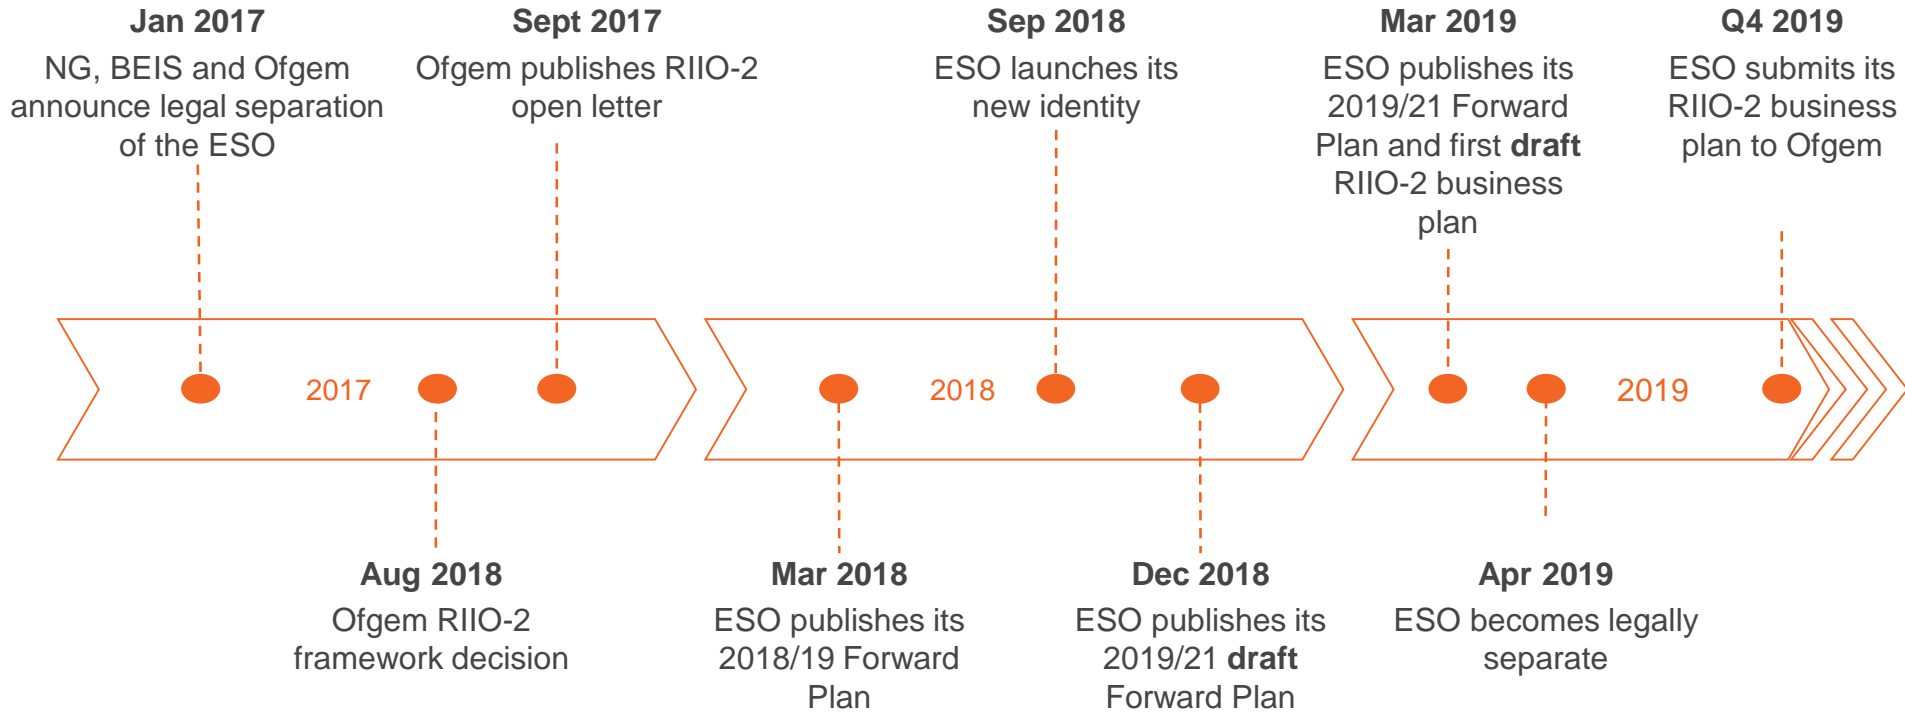 Jan 2017
NG, BEIS and Ofgem
announce legal separation
of the ESO
Sept 2017
Ofgem publishes RIIO-2
open letter
Sep 2018
ESO launches its
new identity
Mar 2019
ESO publishes its
2019/21 Forward
Plan and first draft
RIIO-2 business
plan
Q4 2019
ESO submits its
RIIO-2 business
plan to Ofgem
2017
2018
2019
Aug 2018
Ofgem RIIO-2
framework decision
Mar 2018
ESO publishes its
2018/19 Forward
Plan
Dec 2018
ESO publishes its
2019/21 draft
Forward Plan
Apr 2019
ESO becomes legally
separate